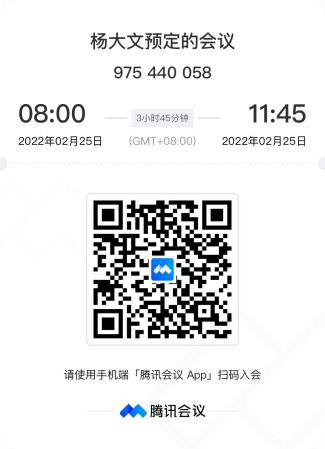 杨大文预定的会议
975 440 058
08:00 3小时45分钟 11:45
2022年02月25日 (GMT+08:00) 2022年02月25日
请使用手机端「腾讯会议 App」扫码入会
腾讯会议